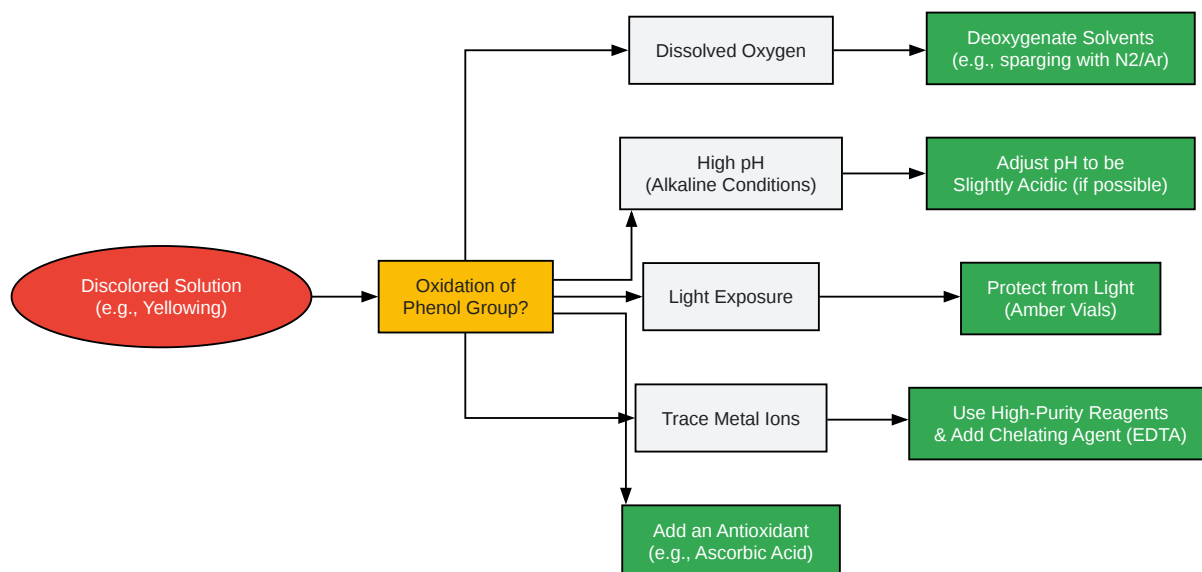 Discolored Solution
(e.g., Yellowing)
Oxidation of
Phenol Group?
Dissolved Oxygen
Deoxygenate Solvents
(e.g., sparging with N2/Ar)
High pH
(Alkaline Conditions)
Adjust pH to be
Slightly Acidic (if possible)
Light Exposure
Protect from Light
(Amber Vials)
Trace Metal Ions
Use High-Purity Reagents
& Add Chelating Agent (EDTA)
Add an Antioxidant
(e.g., Ascorbic Acid)